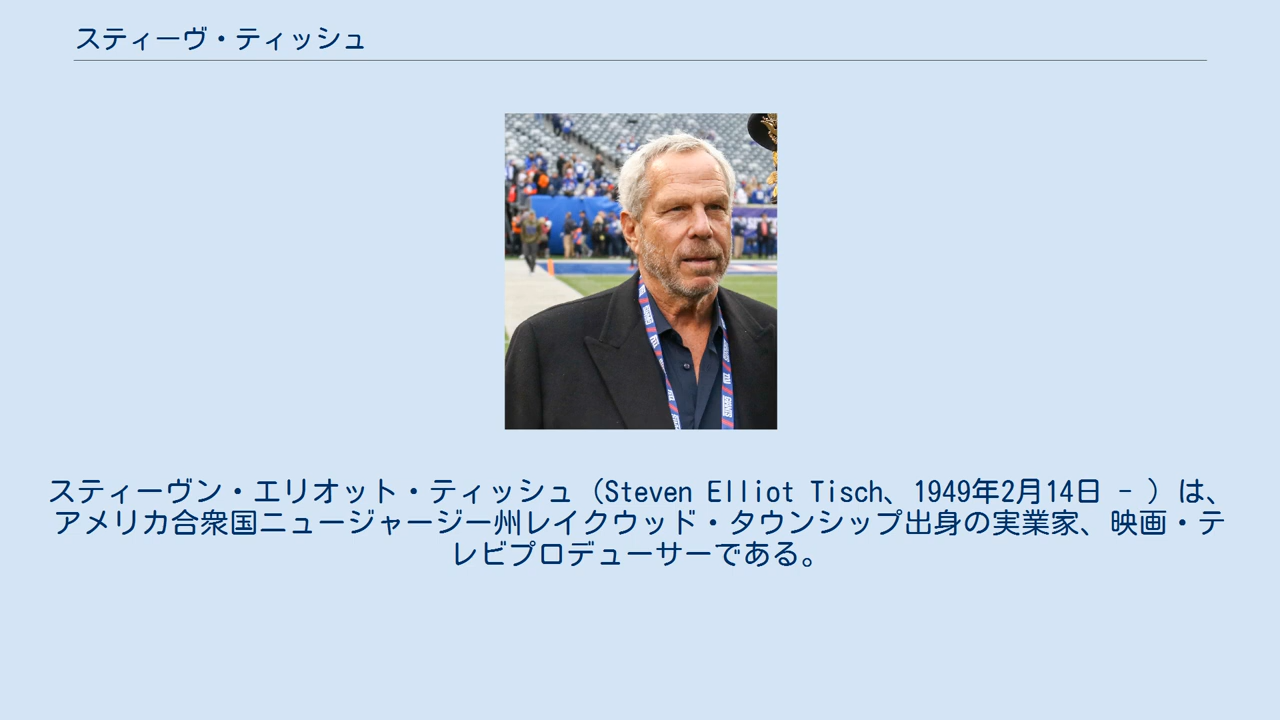 スティーヴ・ティッシュ
スティーヴン・エリオット・ティッシュ（Steven Elliot Tisch、1949年2月14日 - ）は、
アメリカ合衆国ニュージャージー州レイクウッド・タウンシップ出身の実業家、映画・テ
レビプロデューサーである。